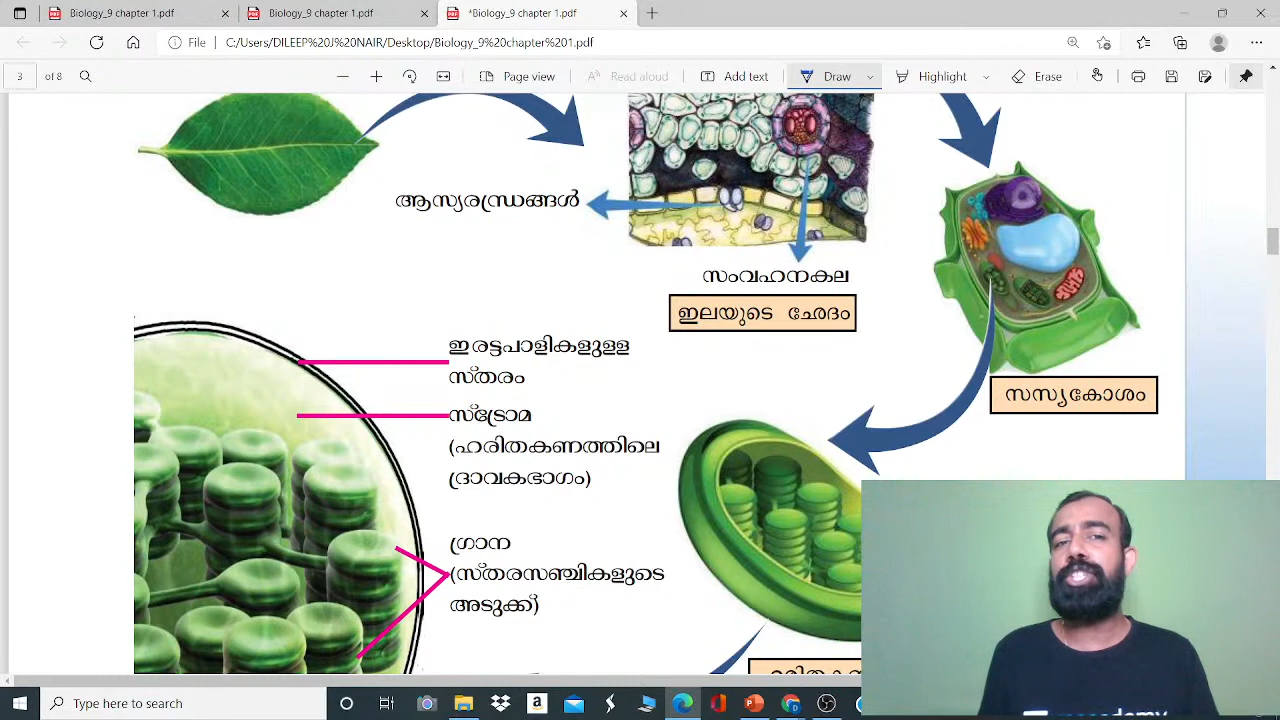 Biology_9 chapter 1.pdf
Biology_9 chapter 1.pdf
*Biology_9 chapter 1.pdf
File
C:/Users/DILEEP%20J%20NAIR/Desktop/Biology_9%20chapter%201.pdf
3 of 8
Page view
Read aloud
Add text
Draw
Highlight
Erase
ആസ്യരന്ധ്രങ്ങൾ
സംവഹനകല
ഇലയുടെ ഛേദം
ഇരട്ടപാളികളുള്ള
സ്തരം
സസ്യകോശം
സ്ട്രോമ
(ഹരിതകണത്തിലെ
ദ്രാവകഭാഗം)
ഗ്രാന
(സ്തരസഞ്ചികളുടെ
അടുക്ക്)
Type here to search